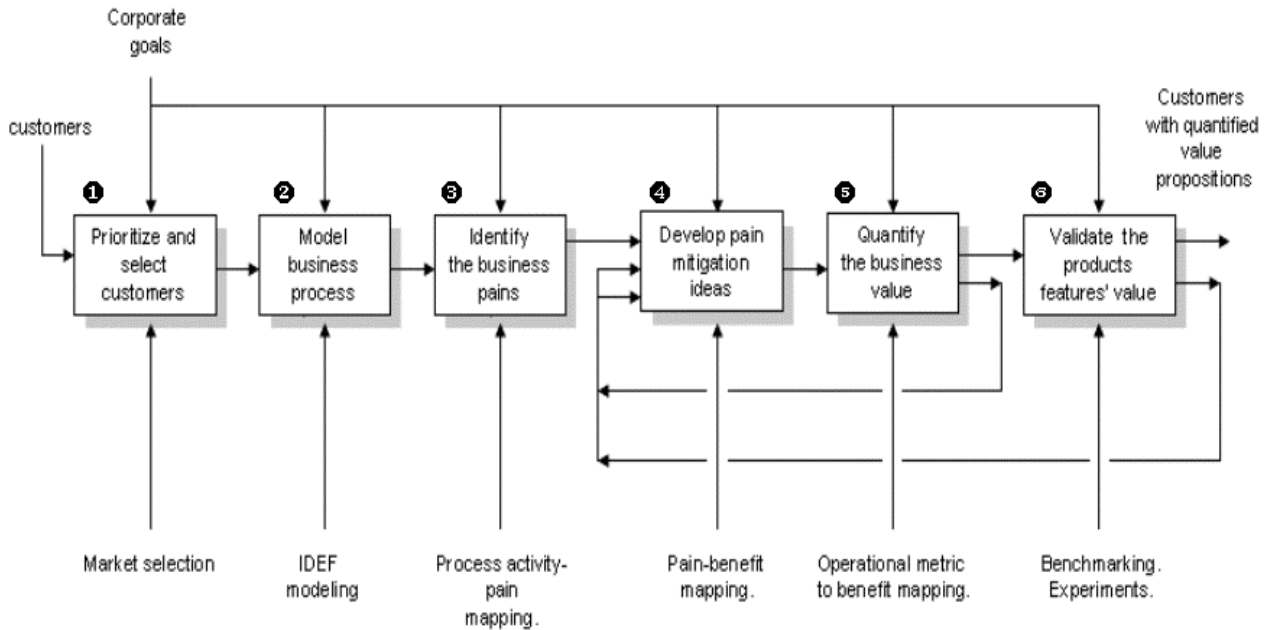 Corporate
goals
customers
Customers
with quantified
value
propositions
1
Prioritize and
select
customers
2
Model
business
process
3
Identify
the business
pains
4
Develop pain
mitigation
ideas
5
Quantify
the business
value
6
Validate the
products
features' value
Market selection
IDEF
modeling
Process activity-
pain
mapping.
Pain-benefit
mapping.
Operational metric
to benefit mapping.
Benchmarking.
Experiments.